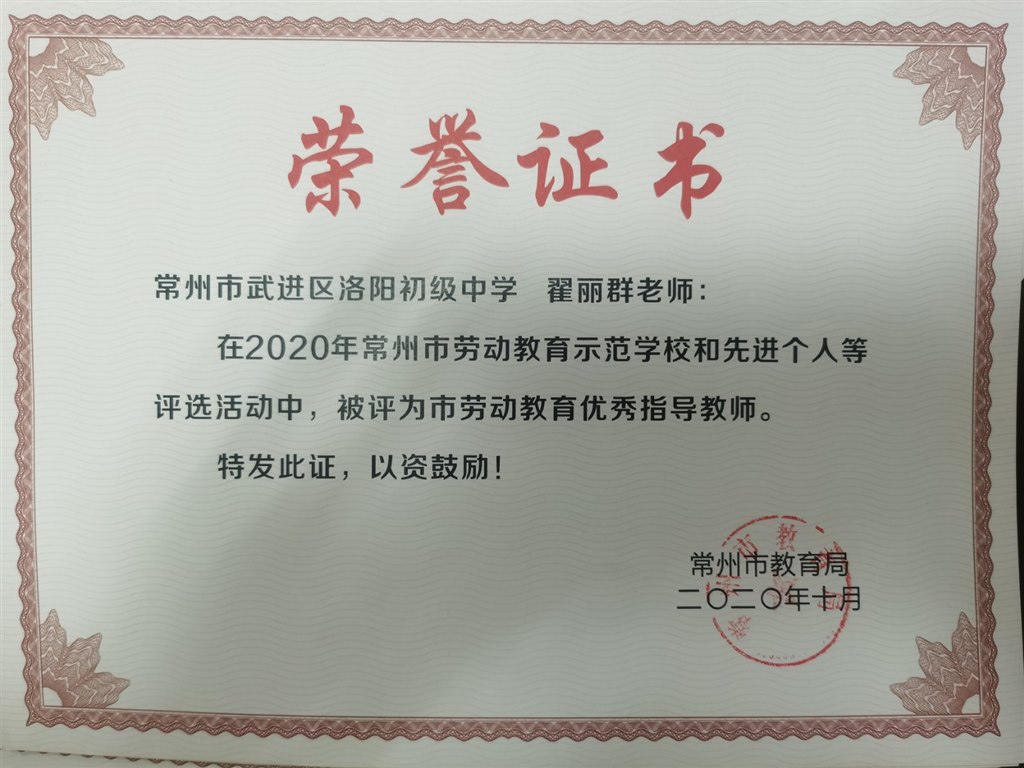 荣誉证书
常州市武进区洛阳初级中学 翟丽群老师：
在2020年常州市劳动教育示范学校和先进个人等
评选活动中，被评为市劳动教育优秀指导教师。
特发此证，以资鼓励！
常州市教育局
二〇二〇年十月